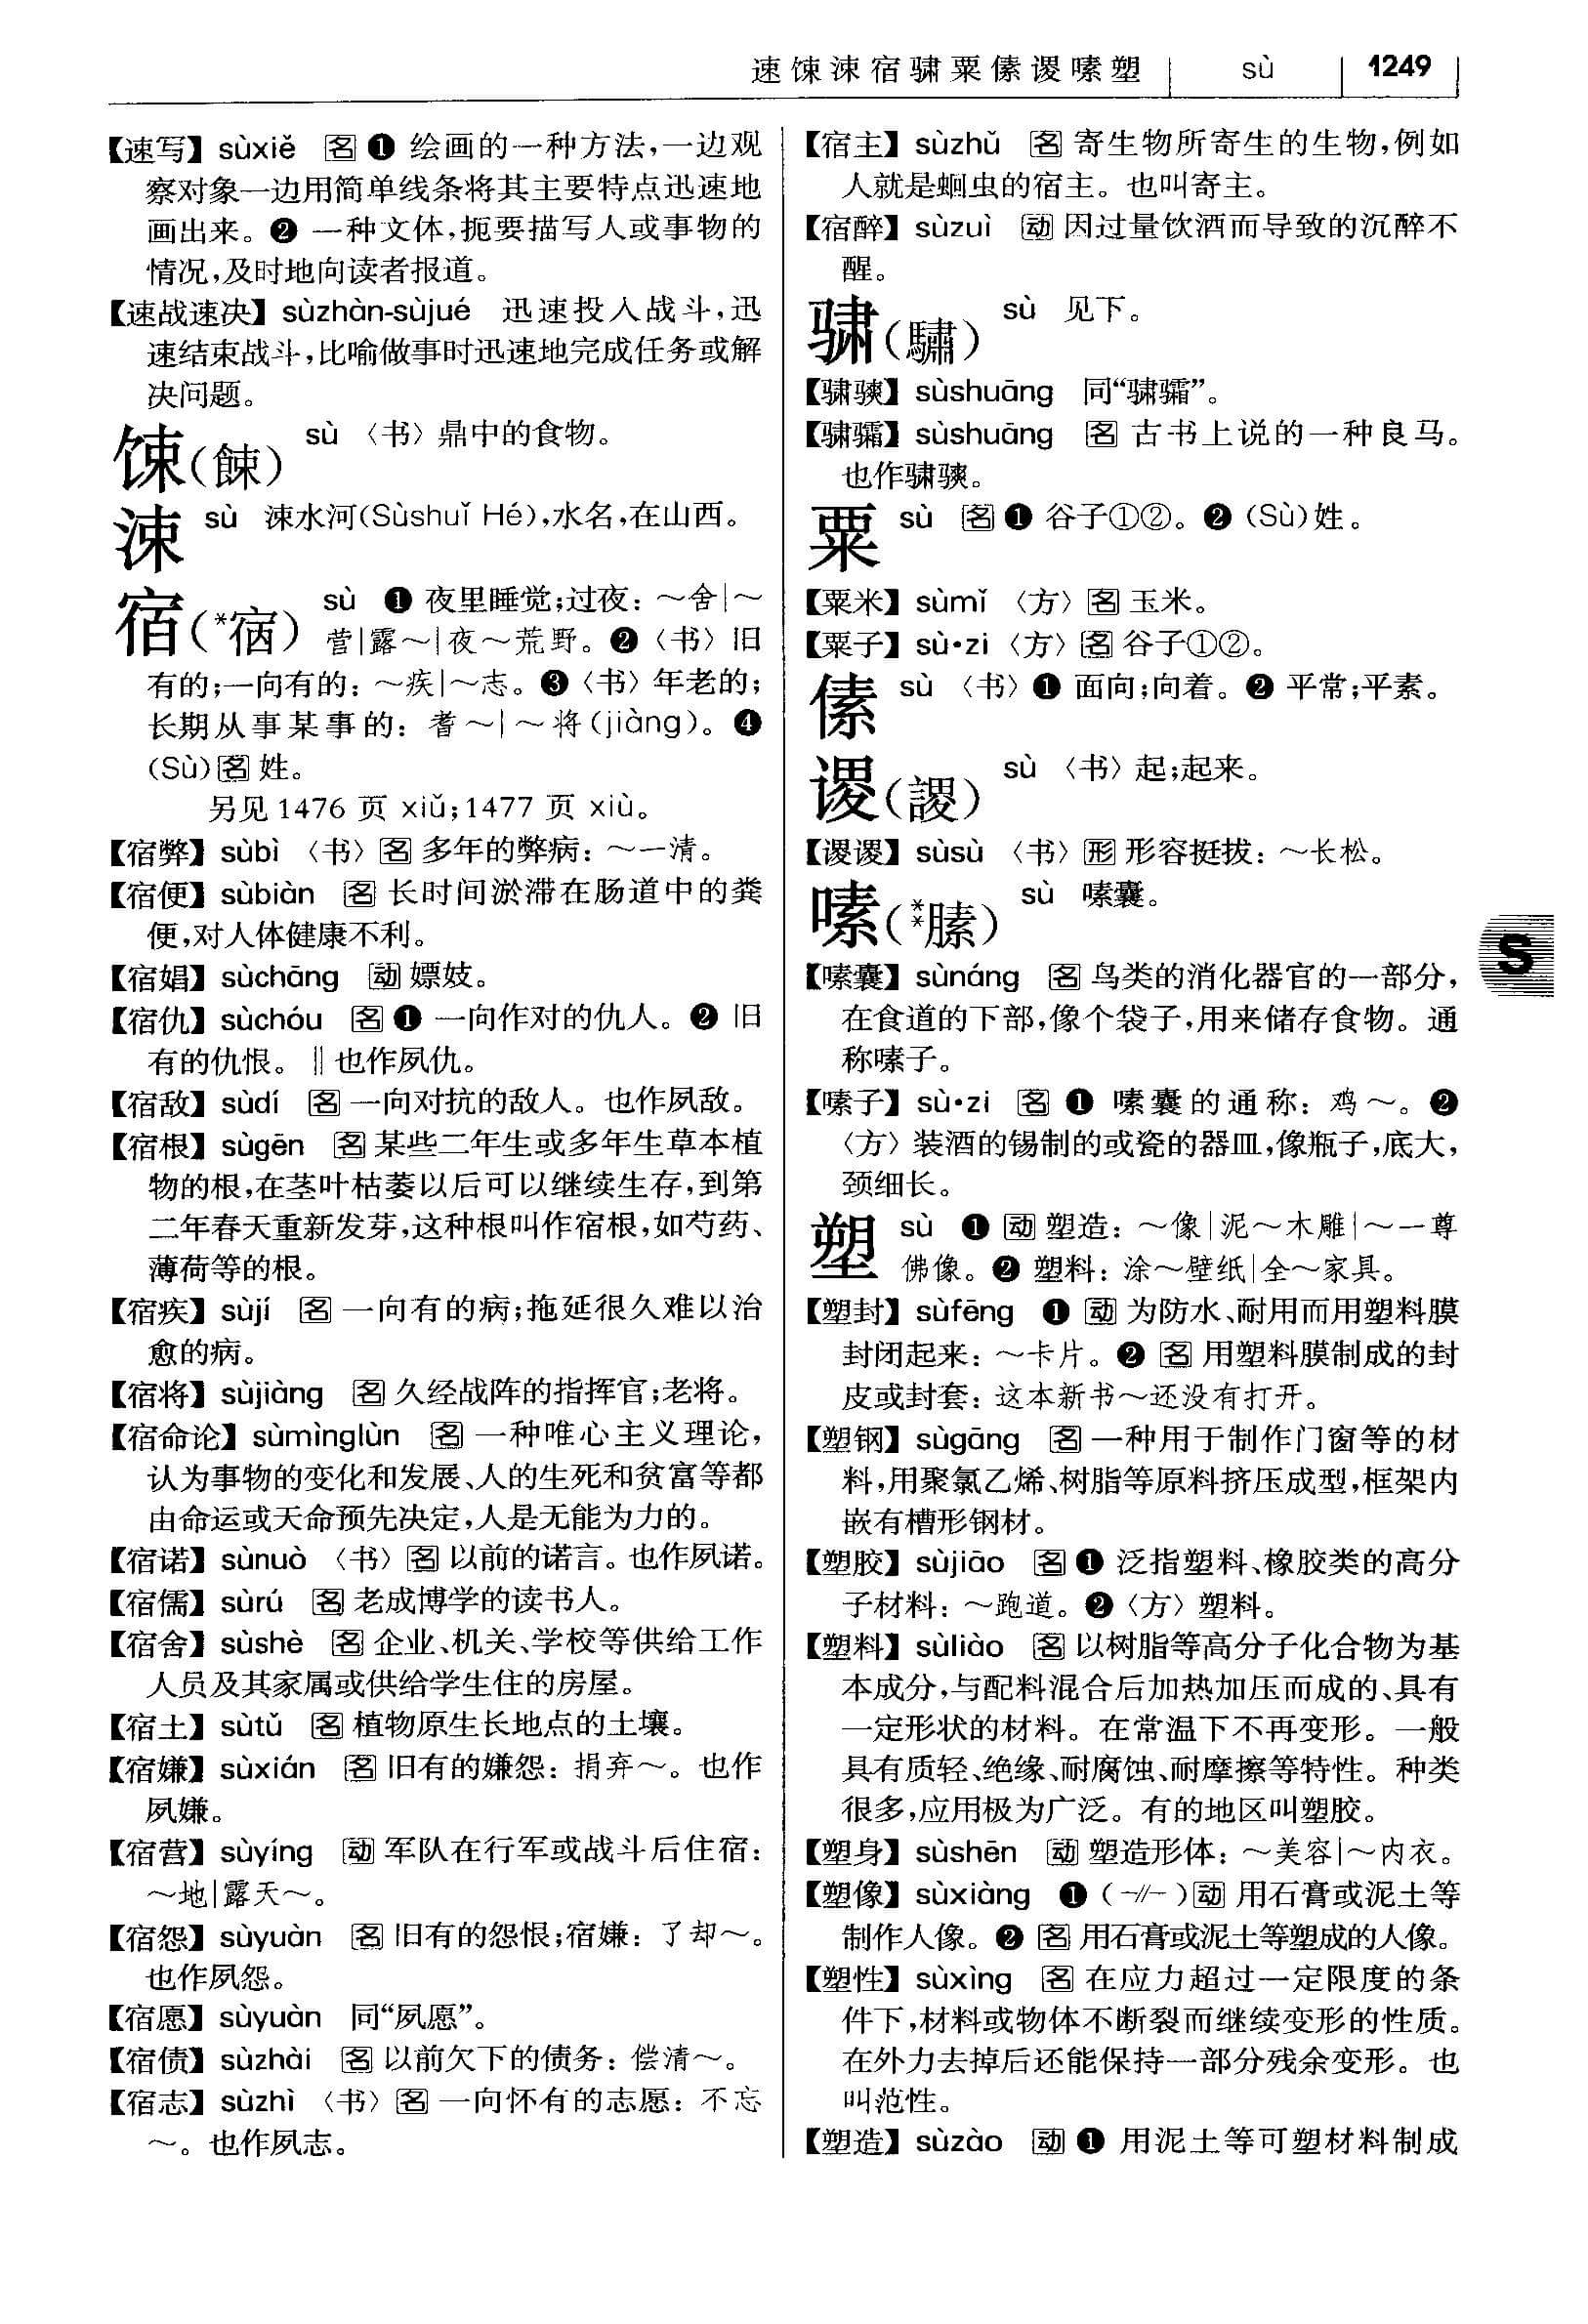 速𫗧涑宿骕粟傃谡嗉塑 sù 1249
【速写】 sùxiě 名 ❶ 绘画的一种方法,一边观
察对象一边用简单线条将其主要特点迅速地
画出来。❷ 一种文体,扼要描写人或事物的
情况,及时地向读者报道。
【速战速决】 sùzhàn-sùjué 迅速投入战斗,迅
速结束战斗,比喻做事时迅速地完成任务或解
决问题。
𫗧(餗) sù 〈书〉鼎中的食物。
涑 sù 涑水河(Sùshuǐ Hé),水名,在山西。
宿(*㝛) sù ❶ 夜里睡觉;过夜:~舍|~
营|露~|夜~荒野。❷〈书〉旧
有的;一向有的:~疾|~志。❸〈书〉年老的;
长期从事某事的:耆~|~将(jiàng)。❹
(Sù)名 姓。
另见 1476 页 xiǔ;1477 页 xiù。
【宿弊】 sùbì 〈书〉名 多年的弊病:~一清。
【宿便】 sùbiàn 名 长时间淤滞在肠道中的粪
便,对人体健康不利。
【宿娼】 sùchāng 动 嫖妓。
【宿仇】 sùchóu 名 ❶ 一向作对的仇人。❷ 旧
有的仇恨。‖也作夙仇。
【宿敌】 sùdí 名 一向对抗的敌人。也作夙敌。
【宿根】 sùgēn 名 某些二年生或多年生草本植
物的根,在茎叶枯萎以后可以继续生存,到第
二年春天重新发芽,这种根叫作宿根,如芍药、
薄荷等的根。
【宿疾】 sùjí 名 一向有的病;拖延很久难以治
愈的病。
【宿将】 sùjiàng 名 久经战阵的指挥官;老将。
【宿命论】 sùmìnglùn 名 一种唯心主义理论,
认为事物的变化和发展、人的生死和贫富等都
由命运或天命预先决定,人是无能为力的。
【宿诺】 sùnuò 〈书〉名 以前的诺言。也作夙诺。
【宿儒】 sùrú 名 老成博学的读书人。
【宿舍】 sùshè 名 企业、机关、学校等供给工作
人员及其家属或供给学生住的房屋。
【宿土】 sùtǔ 名 植物原生长地点的土壤。
【宿嫌】 sùxián 名 旧有的嫌怨:捐弃~。也作
夙嫌。
【宿营】 sùyíng 动 军队在行军或战斗后住宿:
~地|露天~。
【宿怨】 sùyuàn 名 旧有的怨恨;宿嫌:了却~。
也作夙怨。
【宿愿】 sùyuàn 同“夙愿”。
【宿债】 sùzhài 名 以前欠下的债务:偿清~。
【宿志】 sùzhì 〈书〉名 一向怀有的志愿:不忘
~。也作夙志。
【宿主】 sùzhǔ 名 寄生物所寄生的生物,例如
人就是蛔虫的宿主。也叫寄主。
【宿醉】 sùzuì 动 因过量饮酒而导致的沉醉不
醒。
骕(驌) sù 见下。
【骕𬴃】 sùshuāng 同“骕骦”。
【骕骦】 sùshuāng 名 古书上说的一种良马。
也作骕𬴃。
粟 sù 名 ❶ 谷子①②。❷ (Sù)姓。
【粟米】 sùmǐ 〈方〉名 玉米。
【粟子】 sù•zi 〈方〉名 谷子①②。
傃 sù 〈书〉❶ 面向;向着。❷ 平常;平素。
谡(謖) sù 〈书〉起;起来。
【谡谡】 sùsù 〈书〉形 形容挺拔:~长松。
嗉(**膆) sù 嗉囊。
【嗉囊】 sùnáng 名 鸟类的消化器官的一部分,
在食道的下部,像个袋子,用来储存食物。通
称嗉子。
【嗉子】 sù•zi 名 ❶ 嗉囊的通称:鸡~。❷
〈方〉装酒的锡制的或瓷的器皿,像瓶子,底大,
颈细长。
塑 sù ❶ 动 塑造:~像|泥~木雕|~一尊
佛像。❷ 塑料:涂~壁纸|全~家具。
【塑封】 sùfēng ❶ 动 为防水、耐用而用塑料膜
封闭起来:~卡片。❷ 名 用塑料膜制成的封
皮或封套:这本新书~还没有打开。
【塑钢】 sùgāng 名 一种用于制作门窗等的材
料,用聚氯乙烯、树脂等原料挤压成型,框架内
嵌有槽形钢材。
【塑胶】 sùjiāo 名 ❶ 泛指塑料、橡胶类的高分
子材料:~跑道。❷〈方〉塑料。
【塑料】 sùliào 名 以树脂等高分子化合物为基
本成分,与配料混合后加热加压而成的、具有
一定形状的材料。在常温下不再变形。一般
具有质轻、绝缘、耐腐蚀、耐摩擦等特性。种类
很多,应用极为广泛。有的地区叫塑胶。
【塑身】 sùshēn 动 塑造形体:~美容|~内衣。
【塑像】 sùxiàng ❶ (-//-)动 用石膏或泥土等
制作人像。❷ 名 用石膏或泥土等塑成的人像。
【塑性】 sùxìng 名 在应力超过一定限度的条
件下,材料或物体不断裂而继续变形的性质。
在外力去掉后还能保持一部分残余变形。也
叫范性。
【塑造】 sùzào 动 ❶ 用泥土等可塑材料制成
S